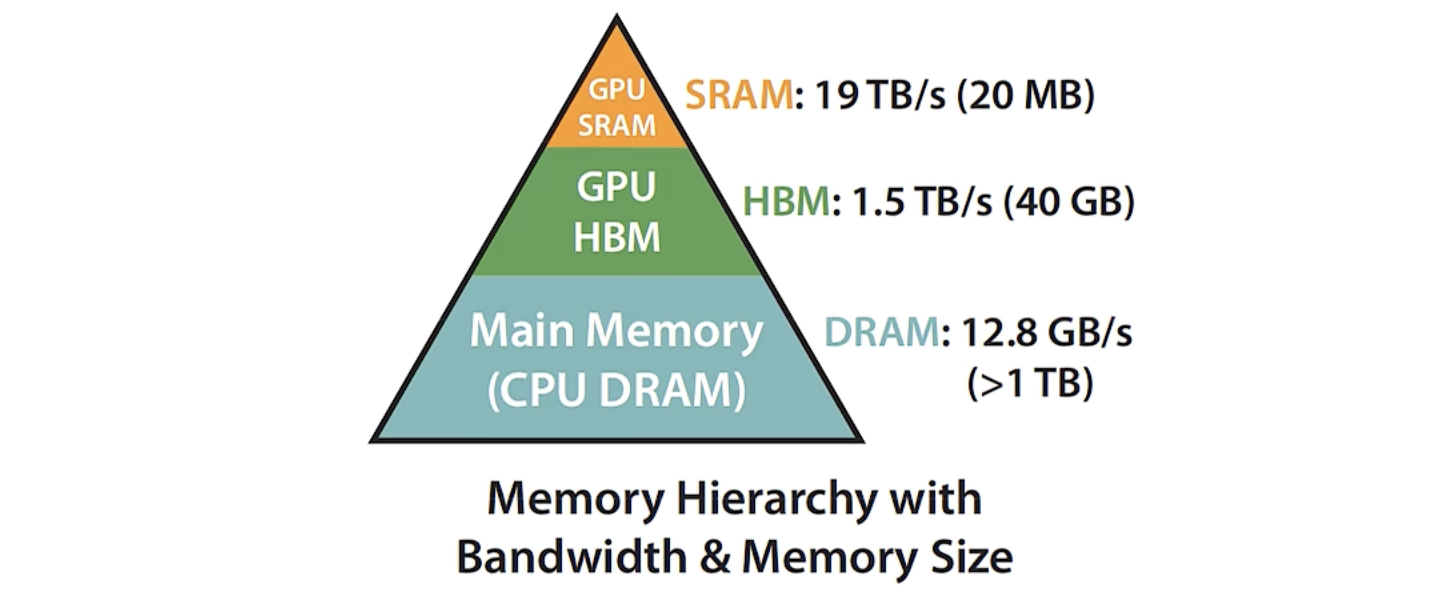 GPU
SRAM
SRAM: 19 TB/s (20 MB)
GPU
HBM
HBM: 1.5 TB/s (40 GB)
Main Memory
(CPU DRAM)
DRAM: 12.8 GB/s
(>1 TB)
Memory Hierarchy with
Bandwidth & Memory Size